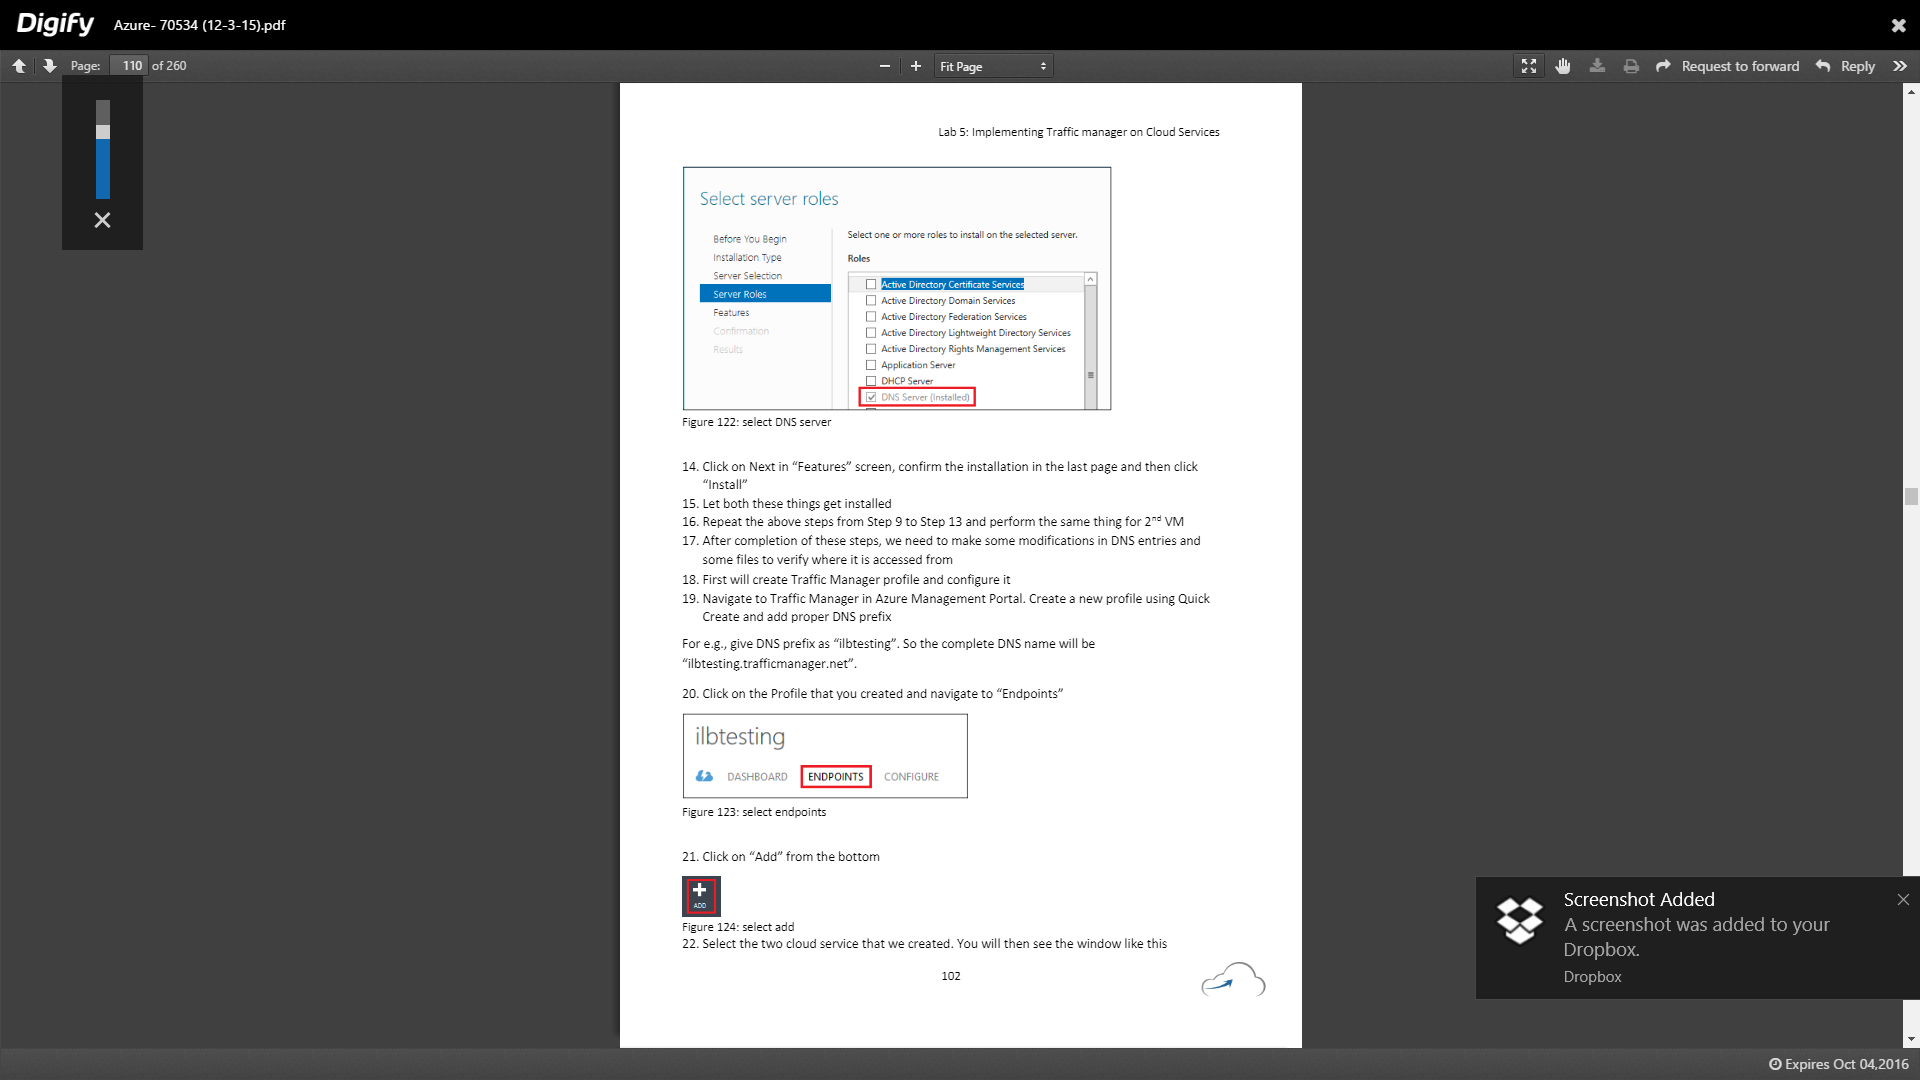 Digify Azure- 70534 (12-3-15).pdf
Page: 110 of 260 Fit Page Request to forward Reply
Lab 5: Implementing Traffic manager on Cloud Services
Select server roles
Before You Begin
Installation Type
Server Selection
Server Roles
Features
Confirmation
Results
Select one or more roles to install on the selected server.
Roles
Active Directory Certificate Services
Active Directory Domain Services
Active Directory Federation Services
Active Directory Lightweight Directory Services
Active Directory Rights Management Services
Application Server
DHCP Server
DNS Server (Installed)
Figure 122: select DNS server
14. Click on Next in “Features” screen, confirm the installation in the last page and then click
“Install”
15. Let both these things get installed
16. Repeat the above steps from Step 9 to Step 13 and perform the same thing for 2nd VM
17. After completion of these steps, we need to make some modifications in DNS entries and
some files to verify where it is accessed from
18. First will create Traffic Manager profile and configure it
19. Navigate to Traffic Manager in Azure Management Portal. Create a new profile using Quick
Create and add proper DNS prefix
For e.g., give DNS prefix as “ilbtesting”. So the complete DNS name will be
“ilbtesting.trafficmanager.net”.
20. Click on the Profile that you created and navigate to “Endpoints”
ilbtesting
DASHBOARD ENDPOINTS CONFIGURE
Figure 123: select endpoints
21. Click on “Add” from the bottom
ADD
Figure 124: select add
22. Select the two cloud service that we created. You will then see the window like this
102
Screenshot Added
A screenshot was added to your
Dropbox.
Dropbox
Expires Oct 04,2016